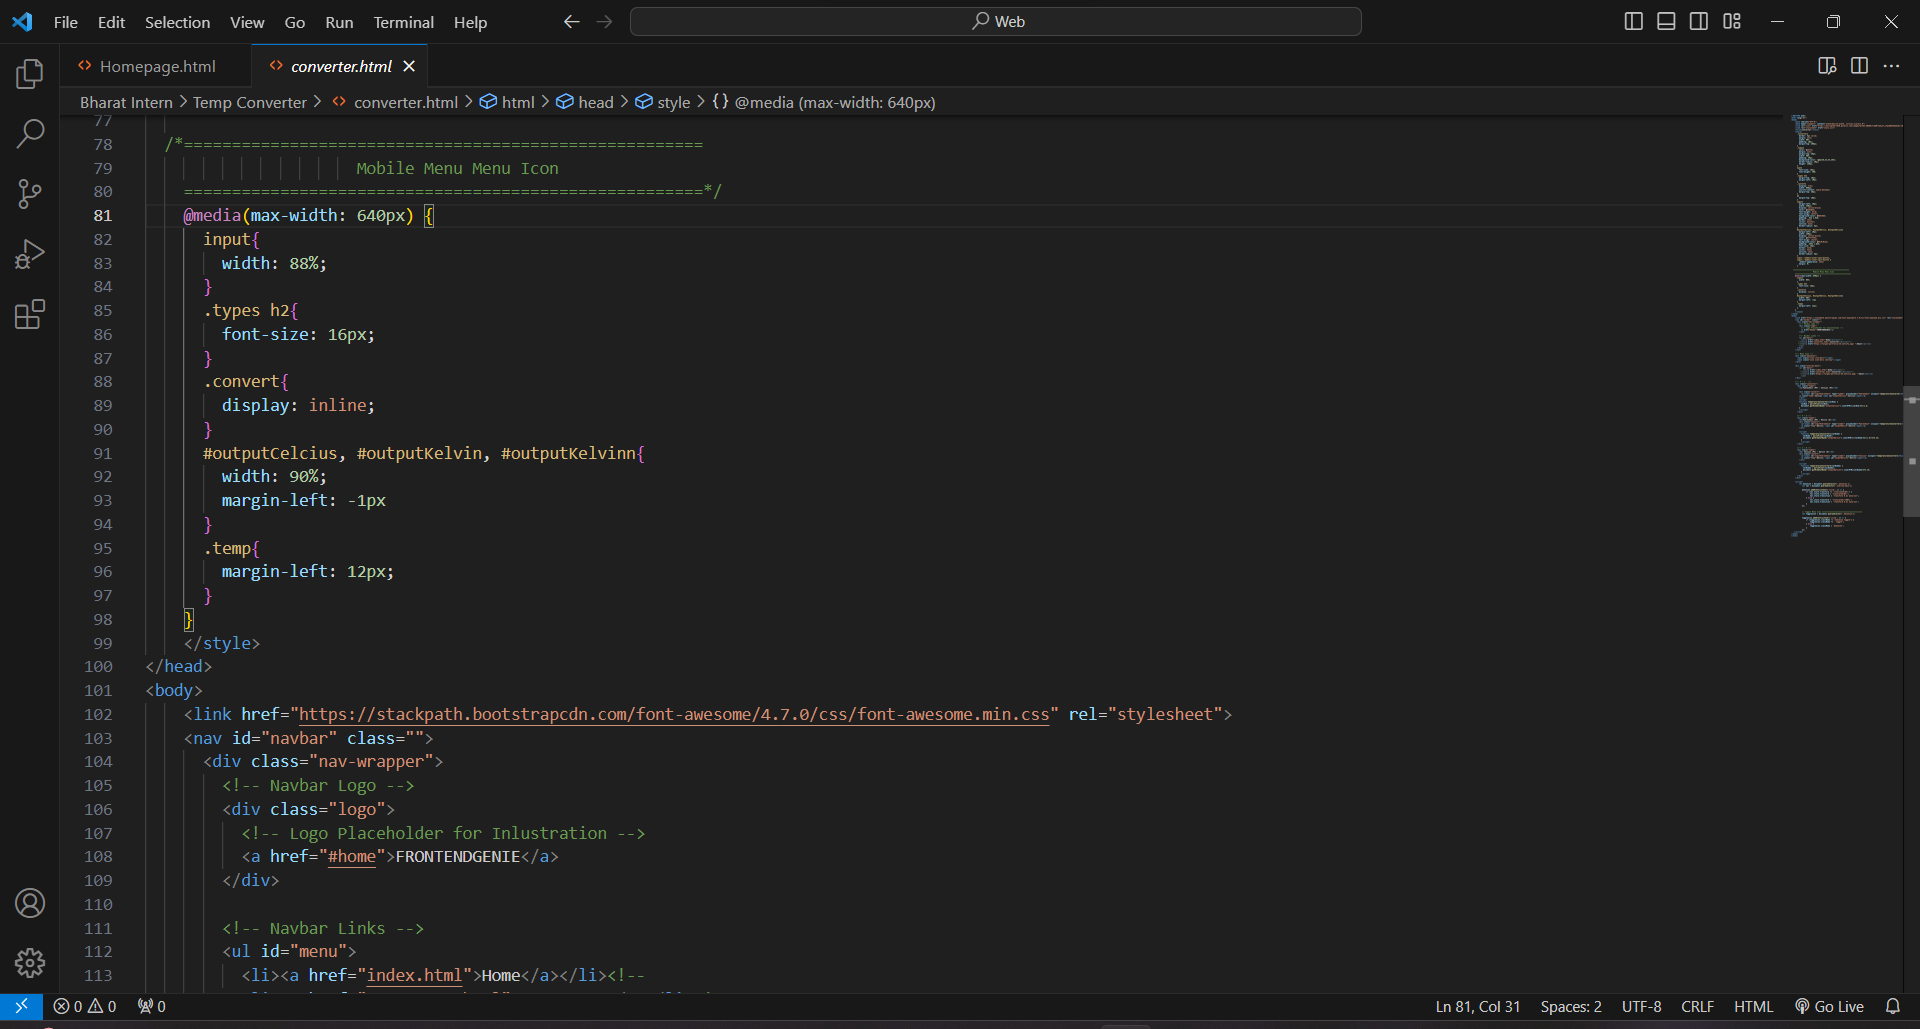 File Edit Selection View Go Run Terminal Help
Web
Homepage.html
converter.html
Bharat Intern > Temp Converter > converter.html > html > head > style > {} @media (max-width: 640px)
77
78 /*======================================================
79 Mobile Menu Menu Icon
80 ======================================================*/
81 @media(max-width: 640px) {
82 input{
83 width: 88%;
84 }
85 .types h2{
86 font-size: 16px;
87 }
88 .convert{
89 display: inline;
90 }
91 #outputCelcius, #outputKelvin, #outputKelvinn{
92 width: 90%;
93 margin-left: -1px
94 }
95 .temp{
96 margin-left: 12px;
97 }
98 }
99 </style>
100 </head>
101 <body>
102 <link href="https://stackpath.bootstrapcdn.com/font-awesome/4.7.0/css/font-awesome.min.css" rel="stylesheet">
103 <nav id="navbar" class="">
104 <div class="nav-wrapper">
105 <!-- Navbar Logo -->
106 <div class="logo">
107 <!-- Logo Placeholder for Inlustration -->
108 <a href="#home">FRONTENDGENIE</a>
109 </div>
110
111 <!-- Navbar Links -->
112 <ul id="menu">
113 <li><a href="index.html">Home</a></li><!--
0 0 0
Ln 81, Col 31 Spaces: 2 UTF-8 CRLF HTML Go Live